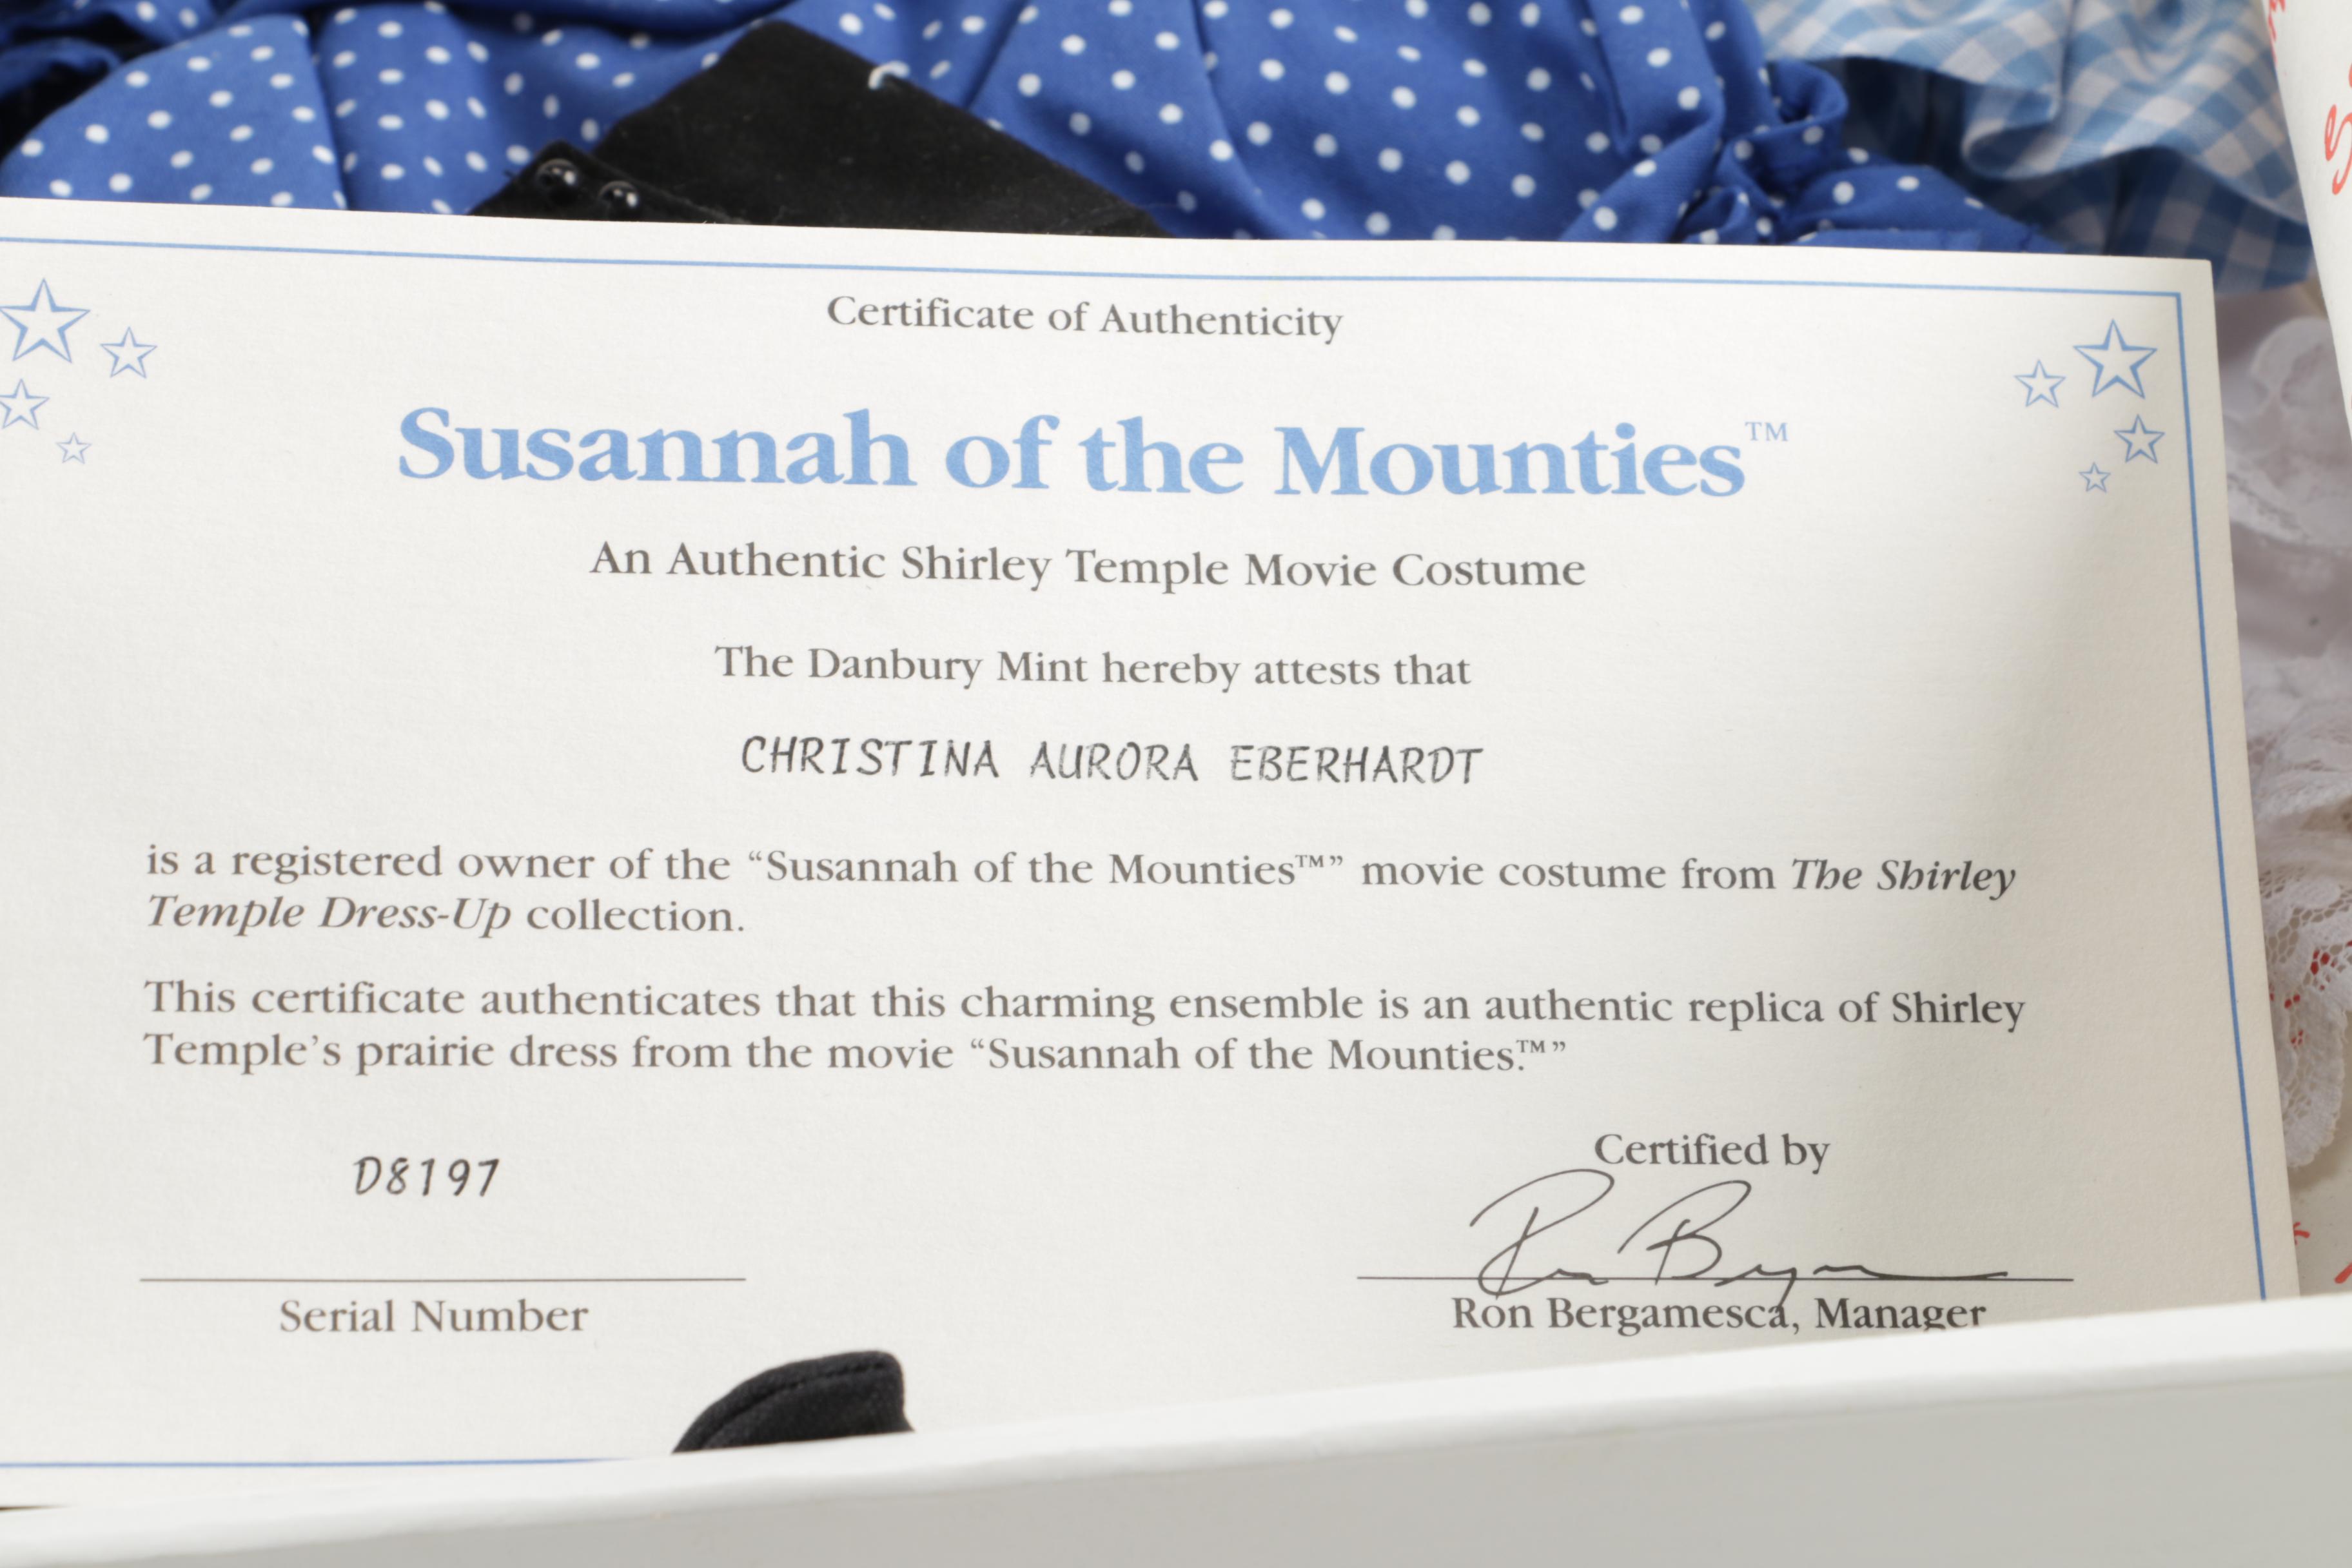 Certificate of Authenticity
Susannah of the Mounties™
An Authentic Shirley Temple Movie Costume
The Danbury Mint hereby attests that
CHRISTINA AURORA EBERHARDT
is a registered owner of the “Susannah of the Mounties™” movie costume from The Shirley
Temple Dress-Up collection.
This certificate authenticates that this charming ensemble is an authentic replica of Shirley
Temple’s prairie dress from the movie “Susannah of the Mounties.™”
D8197
Serial Number
Certified by
Ron Bergamesca, Manager